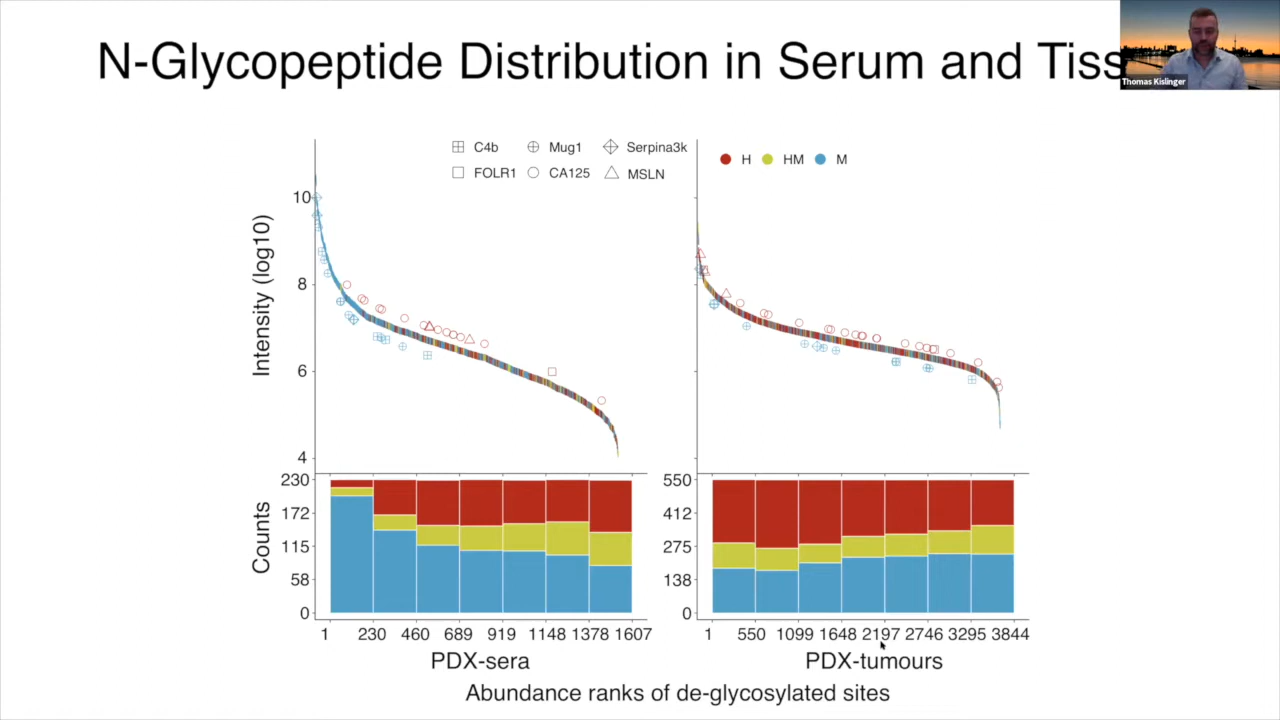 N-Glycopeptide Distribution in Serum and Tiss
Thomas Kislinger
C4b Mug1 Serpina3k
FOLR1 CA125 MSLN
H HM M
Intensity (log10)
10
8
6
4
Counts
230
172
115
58
0
1 230 460 689 919 1148 1378 1607
PDX-sera
550
412
275
138
0
1 550 1099 1648 2197 2746 3295 3844
PDX-tumours
Abundance ranks of de-glycosylated sites